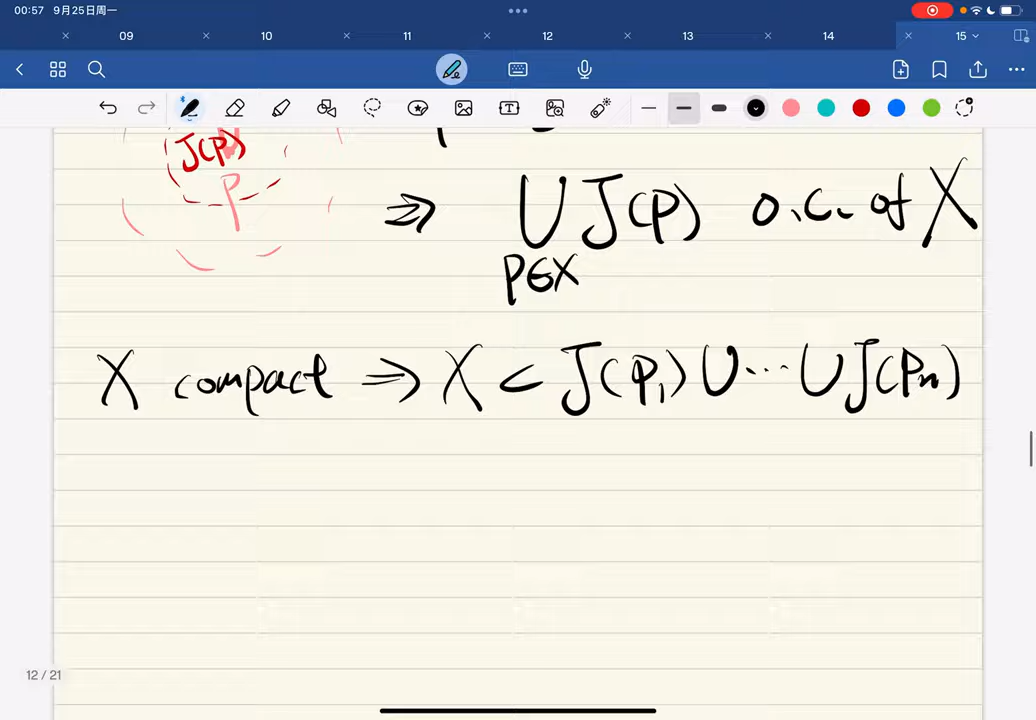 00:57 9月25日周一
09 10 11 12 13 14 15
J(P)
P
⇒ ∪ J(P) o.c. of X
P∈X
X compact ⇒ X ⊂ J(P₁) ∪ ⋯ ∪ J(Pn)
12 / 21